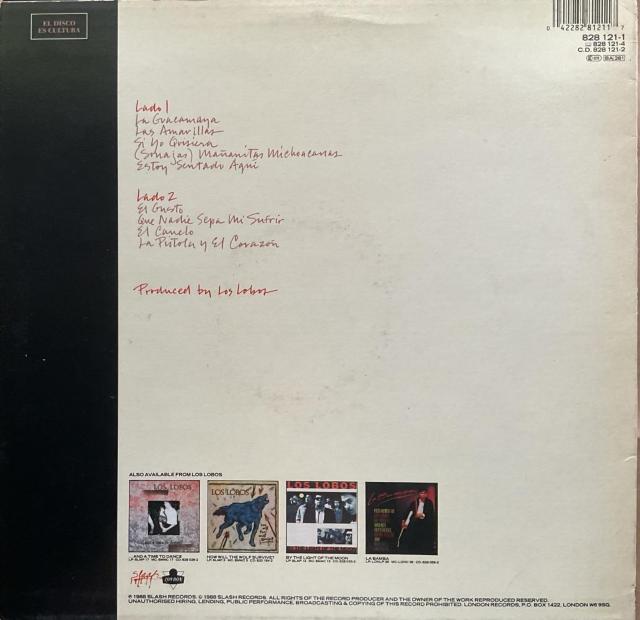 EL DISCO
ES CULTURA
0 42282 81211 7
828 121-1
828 121-4
C.D. 828 121-2
Lado 1
La Guacamaya
Las Amarillas
Si Yo Quisiera
(Sonajas) Mañanitas Michoacanas
Estoy Sentado Aqui
Lado 2
El Gusto
Que Nadie Sepa Mi Sufrir
El Canelo
La Pistola y El Corazon
Produced by Los Lobos
ALSO AVAILABLE FROM LOS LOBOS
LOS LOBOS
LOS LOBOS
LOS LOBOS
...AND A TIME TO DANCE
HOW WILL THE WOLF SURVIVE?
BY THE LIGHT OF THE MOON
LA BAMBA
Slash
LONDON
℗ 1988 SLASH RECORDS. © 1988 SLASH RECORDS. ALL RIGHTS OF THE RECORD PRODUCER AND THE OWNER OF THE WORK REPRODUCED RESERVED.
UNAUTHORISED HIRING, LENDING, PUBLIC PERFORMANCE, BROADCASTING & COPYING OF THIS RECORD PROHIBITED. LONDON RECORDS, P.O. BOX 1422, LONDON W6 9SG.